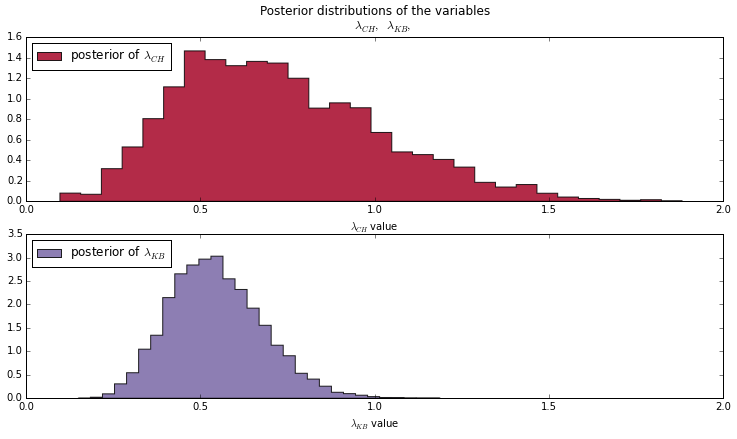 Posterior distributions of the variables
λ_CH, λ_KB,
1.6
1.4
1.2
1.0
0.8
0.6
0.4
0.2
0.0
posterior of λ_CH
0.0 0.5 1.0 1.5 2.0
λ_CH value
3.5
3.0
2.5
2.0
1.5
1.0
0.5
0.0
posterior of λ_KB
0.0 0.5 1.0 1.5 2.0
λ_KB value